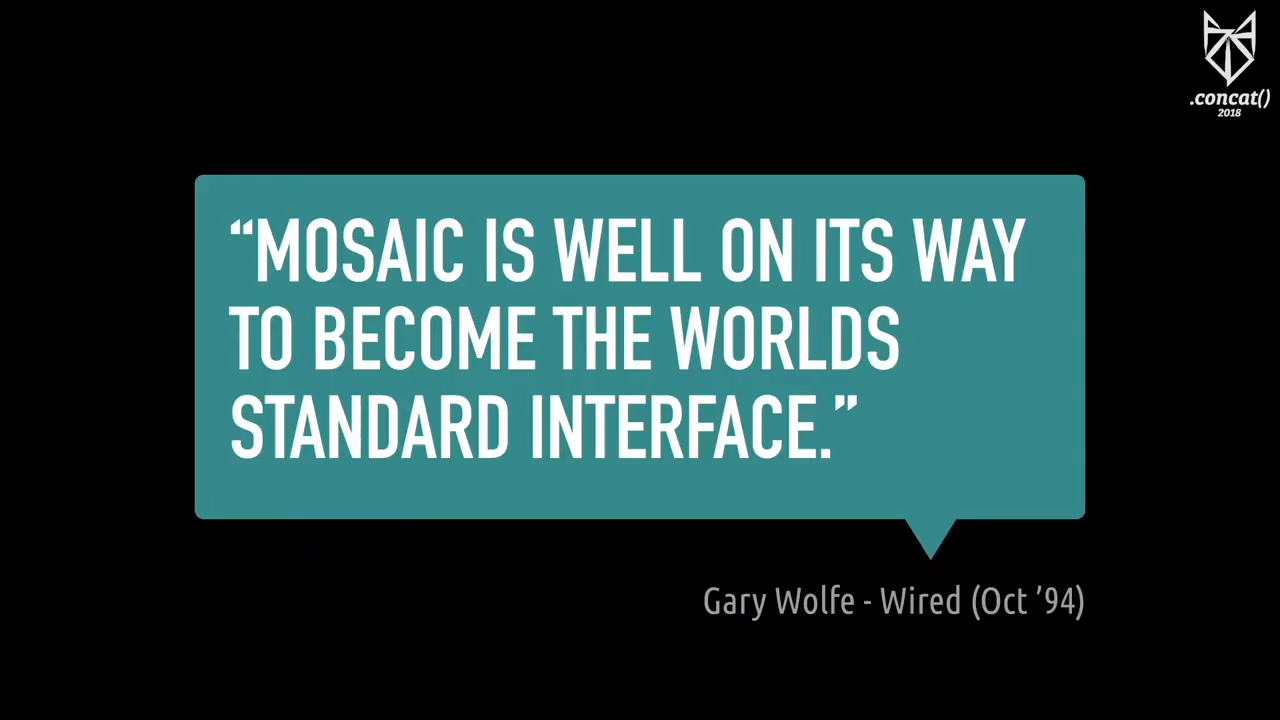 .concat()
2018
“MOSAIC IS WELL ON ITS WAY
TO BECOME THE WORLDS
STANDARD INTERFACE.”
Gary Wolfe - Wired (Oct ’94)